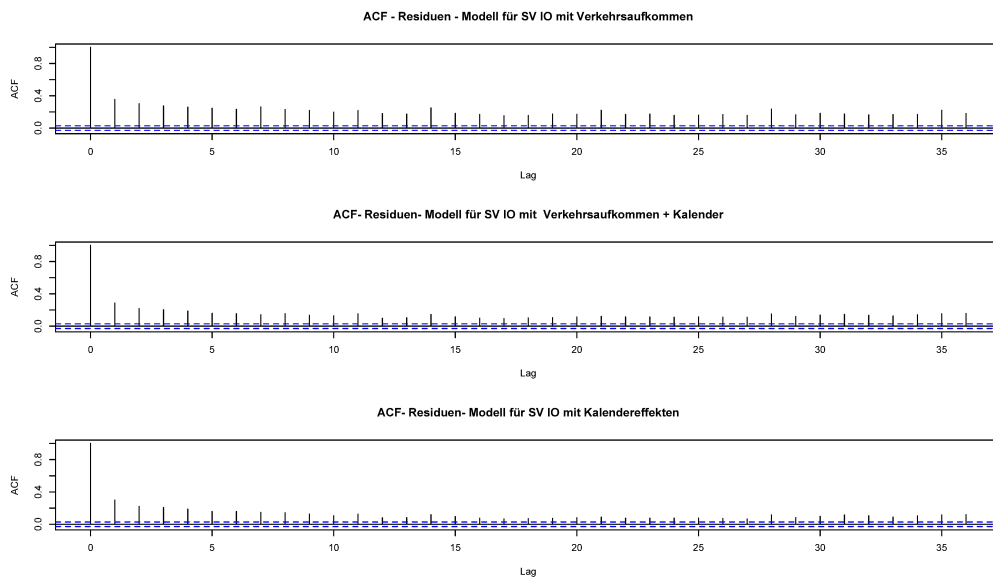 ACF - Residuen - Modell für SV IO mit Verkehrsaufkommen
ACF
0.0 0.4 0.8
0 5 10 15 20 25 30 35
Lag
ACF- Residuen- Modell für SV IO mit  Verkehrsaufkommen + Kalender
ACF
0.0 0.4 0.8
0 5 10 15 20 25 30 35
Lag
ACF- Residuen- Modell für SV IO mit Kalendereffekten
ACF
0.0 0.4 0.8
0 5 10 15 20 25 30 35
Lag